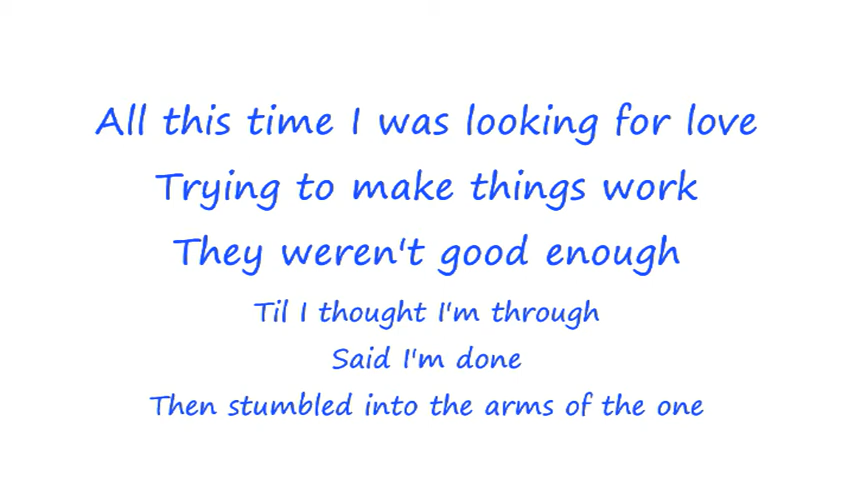 All this time I was looking for love
Trying to make things work
They weren't good enough
Til I thought I'm through
Said I'm done
Then stumbled into the arms of the one